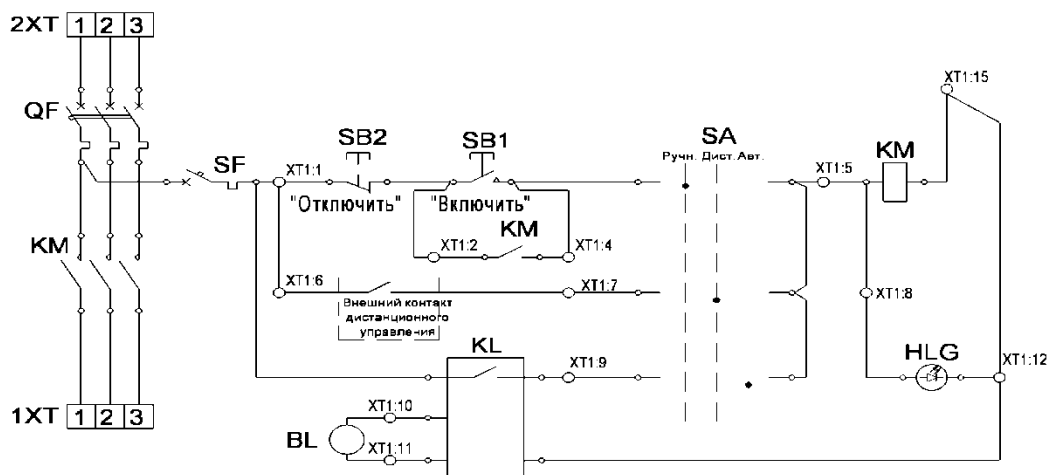 2XT 1 2 3
XT1:15
QF
SB2 SB1 SA KM
Ручн. Дист. Авт.
SF XT1:1 XT1:5
"Отключить" "Включить"
KM
XT1:2 XT1:4
KM
XT1:6 XT1:7 XT1:8
Внешний контакт
дистанционного
управления
KL HLG
XT1:9 XT1:12
XT1:10
1XT 1 2 3
BL
XT1:11